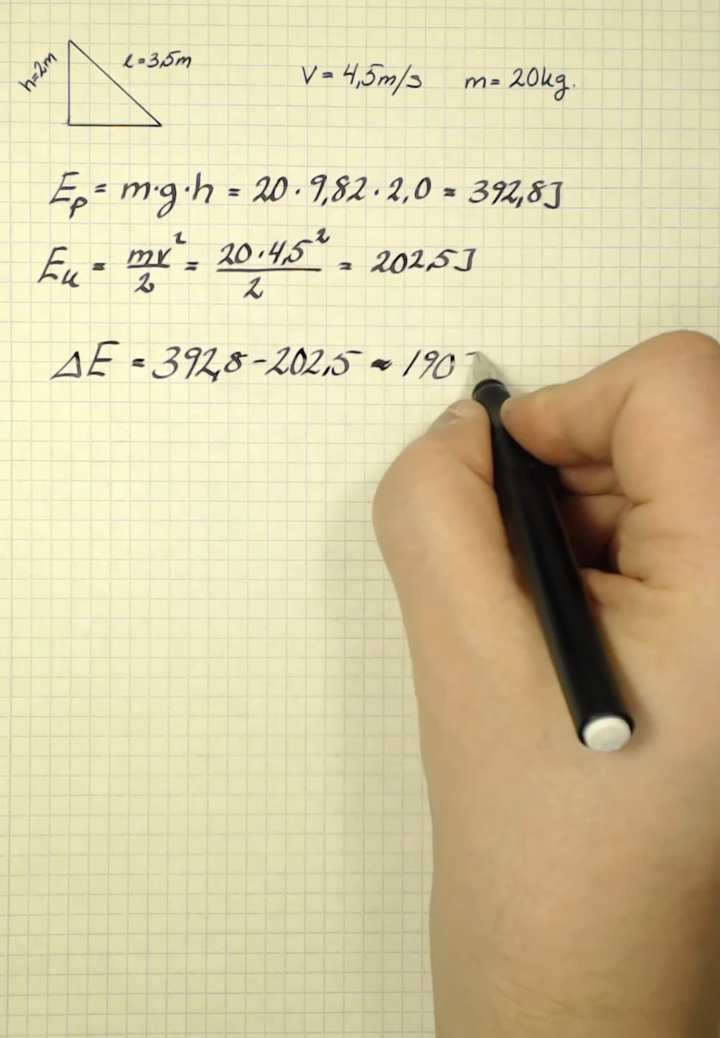 h=2m
l=3,5m
V = 4,5m/s m= 20kg.
Ep = m·g·h = 20·9,82·2,0 = 392,8J
Ek = mv²/2 = 20·4,5²/2 = 202,5J
ΔE = 392,8-202,5 ≈ 190